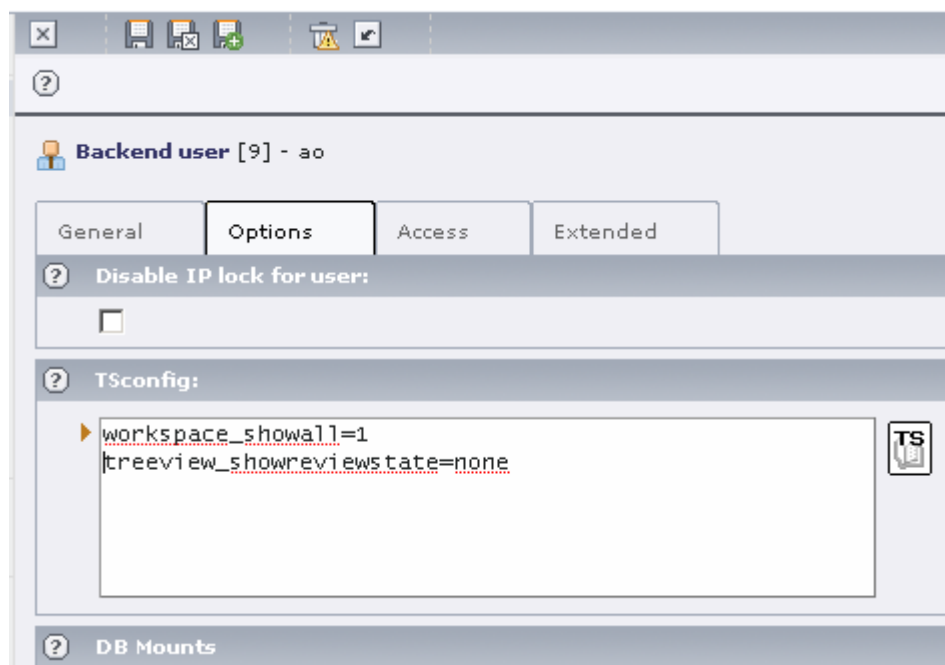 Backend user [9] - ao
General Options Access Extended
Disable IP lock for user:
TSconfig:
workspace_showall=1
treeview_showreviewstate=none
TS
DB Mounts